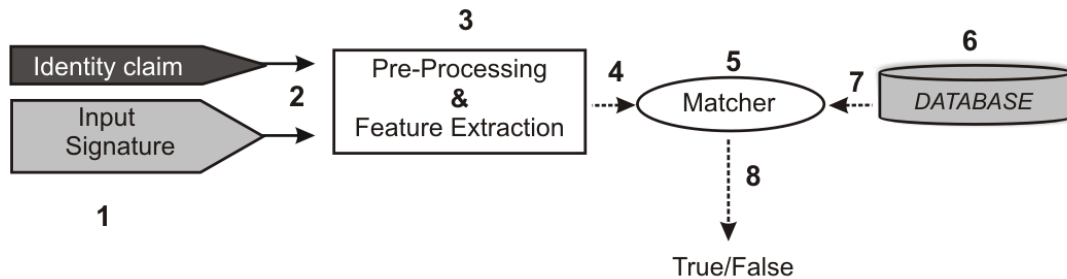 3
6
Identity claim
Pre-Processing
&
Feature Extraction
2
4
5
7
Input
Signature
Matcher
DATABASE
8
1
True/False